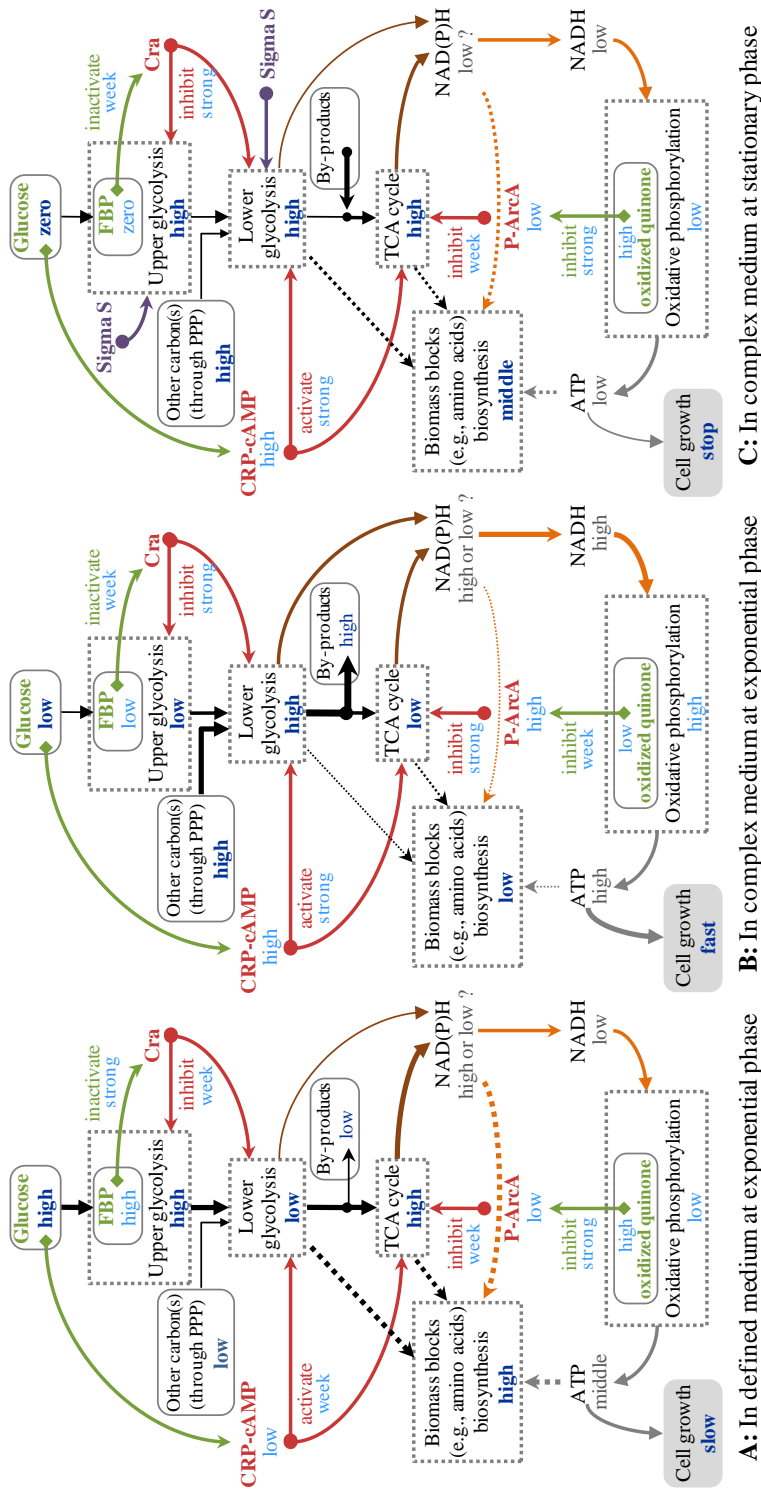 Glucose
high
FBP
high
Upper glycolysis
high
inactivate
strong
Cra
inhibit
week
Other carbon(s)
(through PPP)
low
CRP-cAMP
low
activate
week
Lower
glycolysis
low
By-products
low
TCA cycle
high
inhibit
week
P-ArcA
low
Biomass blocks
(e.g., amino acids)
biosynthesis
high
NAD(P)H
high or low ?
NADH
low
inhibit
strong
high
oxidized quinone
Oxidative phosphorylation
low
ATP
middle
Cell growth
slow
A: In defined medium at exponential phase
Glucose
low
FBP
low
Upper glycolysis
low
inactivate
week
Cra
inhibit
strong
Other carbon(s)
(through PPP)
high
CRP-cAMP
high
activate
strong
Lower
glycolysis
high
By-products
high
TCA cycle
low
inhibit
strong
P-ArcA
high
Biomass blocks
(e.g., amino acids)
biosynthesis
low
NAD(P)H
high or low ?
NADH
high
inhibit
week
low
oxidized quinone
Oxidative phosphorylation
high
ATP
high
Cell growth
fast
B: In complex medium at exponential phase
Glucose
zero
FBP
zero
Upper glycolysis
high
inactivate
week
Cra
inhibit
strong
Sigma S
Sigma S
Other carbon(s)
(through PPP)
high
CRP-cAMP
high
activate
strong
Lower
glycolysis
high
By-products
TCA cycle
high
inhibit
week
P-ArcA
low
Biomass blocks
(e.g., amino acids)
biosynthesis
middle
NAD(P)H
low ?
NADH
low
inhibit
strong
high
oxidized quinone
Oxidative phosphorylation
low
ATP
low
Cell growth
stop
C: In complex medium at stationary phase